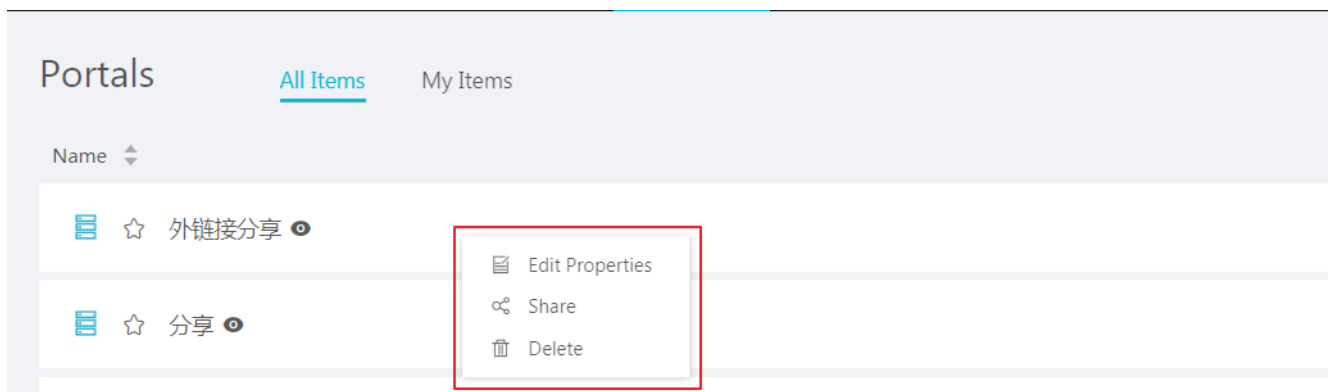 Portals
All Items
My Items
Name
外链接分享
Edit Properties
Share
分享
Delete